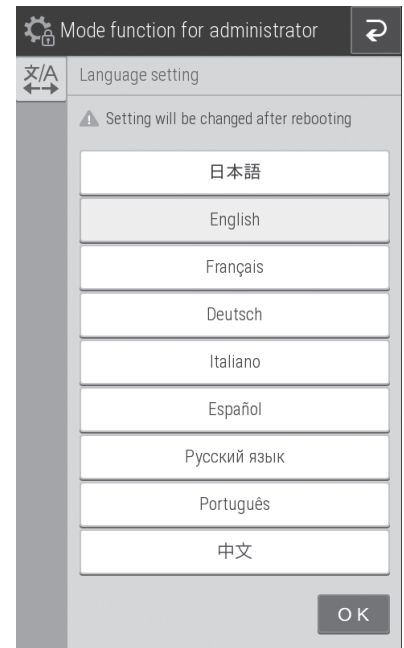 Mode function for administrator
文/A
Language setting
Setting will be changed after rebooting
日本語
English
Français
Deutsch
Italiano
Español
Русский язык
Português
中文
OK